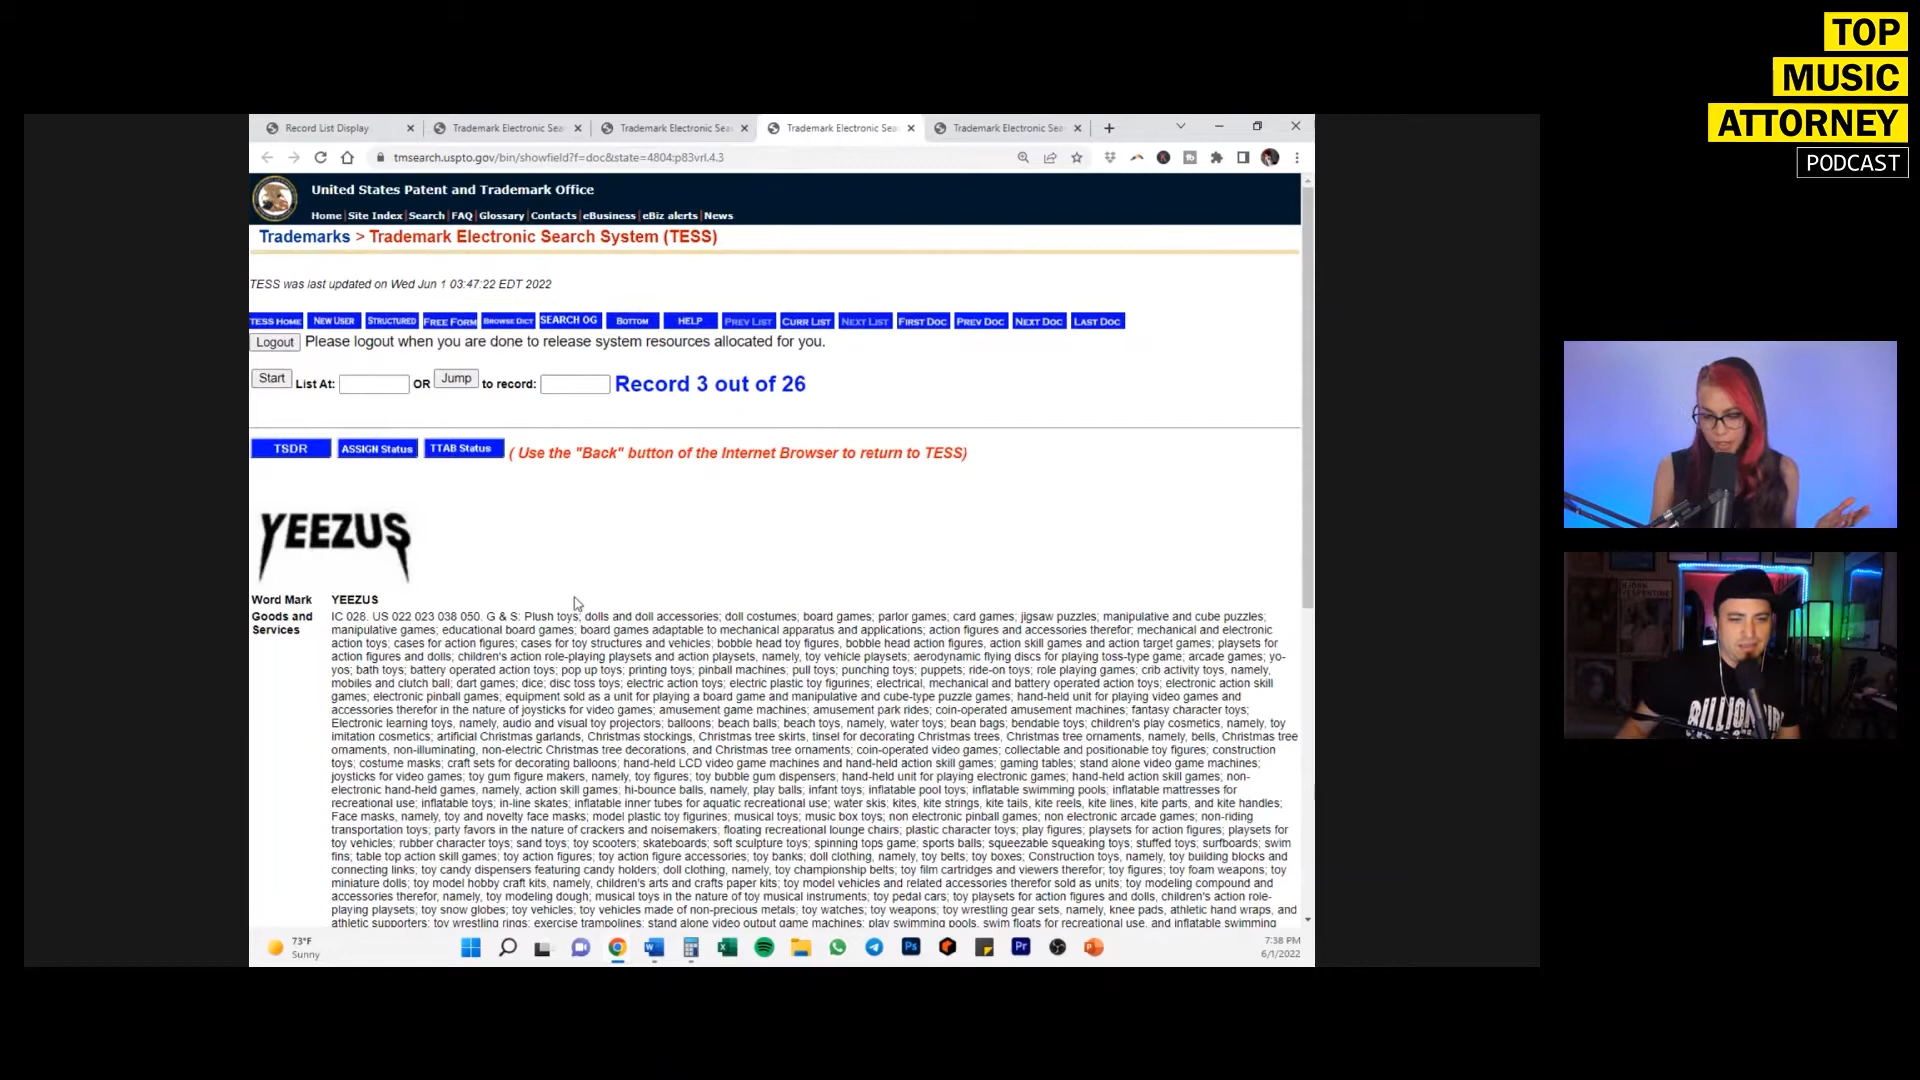 TOP
MUSIC
ATTORNEY
PODCAST
Record List Display
Trademark Electronic Sea
Trademark Electronic Sea
Trademark Electronic Sea
Trademark Electronic Sea
tmsearch.uspto.gov/bin/showfield?f=doc&state=4804:p83vrl.4.3
United States Patent and Trademark Office
Home | Site Index | Search | FAQ | Glossary | Contacts | eBusiness | eBiz alerts | News
Trademarks > Trademark Electronic Search System (TESS)
TESS was last updated on Wed Jun 1 03:47:22 EDT 2022
TESS HOME NEW USER STRUCTURED FREE FORM BROWSE DICT SEARCH OG BOTTOM HELP PREV LIST CURR LIST NEXT LIST FIRST DOC PREV DOC NEXT DOC LAST DOC
Logout Please logout when you are done to release system resources allocated for you.
Start List At: OR Jump to record: Record 3 out of 26
TSDR ASSIGN Status TTAB Status ( Use the "Back" button of the Internet Browser to return to TESS)
YEEZUS
Word Mark YEEZUS
Goods and Services IC 028. US 022 023 038 050. G & S: Plush toys; dolls and doll accessories; doll costumes; board games; parlor games; card games; jigsaw puzzles; manipulative and cube puzzles;
manipulative games; educational board games; board games adaptable to mechanical apparatus and applications; action figures and accessories therefor; mechanical and electronic
action toys; cases for action figures; cases for toy structures and vehicles; bobble head toy figures, bobble head action figures, action skill games and action target games; playsets for
action figures and dolls; children's action role-playing playsets and action playsets, namely, toy vehicle playsets, aerodynamic flying discs for playing toss-type game; arcade games; yo-
yos; bath toys; battery operated action toys; pop up toys; printing toys; pinball machines; pull toys; punching toys; puppets; ride-on toys; role playing games; crib activity toys, namely,
mobiles and clutch ball; dart games; dice; disc toss toys; electric action toys; electric plastic toy figurines; electrical, mechanical and battery operated action toys; electronic action skill
games; electronic pinball games; equipment sold as a unit for playing a board game and manipulative and cube-type puzzle games; hand-held unit for playing video games and
accessories therefor in the nature of joysticks for video games; amusement game machines; amusement park rides; coin-operated amusement machines; fantasy character toys;
Electronic learning toys, namely, audio and visual toy projectors; balloons; beach balls; beach toys, namely, water toys; bean bags; bendable toys; children's play cosmetics, namely, toy
imitation cosmetics; artificial Christmas garlands, Christmas stockings, Christmas tree skirts, tinsel for decorating Christmas trees, Christmas tree ornaments, namely, bells, Christmas tree
ornaments, non-illuminating, non-electric Christmas tree decorations, and Christmas tree ornaments; coin-operated video games; collectable and positionable toy figures; construction
toys; costume masks; craft sets for decorating balloons; hand-held LCD video game machines and hand-held action skill games; gaming tables; stand alone video game machines;
joysticks for video games; toy gum figure makers, namely, toy figures; toy bubble gum dispensers; hand-held unit for playing electronic games; hand-held action skill games; non-
electronic hand-held games, namely, action skill games; hi-bounce balls, namely, play balls; infant toys; inflatable pool toys; inflatable swimming pools; inflatable mattresses for
recreational use; inflatable toys; in-line skates; inflatable inner tubes for aquatic recreational use; water skis; kites, kite strings, kite tails, kite reels, kite lines, kite parts, and kite handles;
Face masks, namely, toy and novelty face masks; model plastic toy figurines; musical toys; music box toys; non electronic pinball games; non electronic arcade games; non-riding
transportation toys; party favors in the nature of crackers and noisemakers; floating recreational lounge chairs; plastic character toys; play figures; playsets for action figures; playsets for
toy vehicles; rubber character toys; sand toys; toy scooters; skateboards; soft sculpture toys; spinning tops game; sports balls; squeezable squeaking toys; stuffed toys; surfboards; swim
fins; table top action skill games; toy action figures; toy action figure accessories; toy banks; doll clothing, namely, toy belts; toy boxes; Construction toys, namely, toy building blocks and
connecting links; toy candy dispensers featuring candy holders; doll clothing, namely, toy championship belts; toy film cartridges and viewers therefor; toy figures; toy foam weapons; toy
miniature dolls; toy model hobby craft kits, namely, children's arts and crafts paper kits; toy model vehicles and related accessories therefor sold as units; toy modeling compound and
accessories therefor, namely, toy modeling dough; musical toys in the nature of toy musical instruments; toy pedal cars; toy playsets for action figures and dolls, children's action role-
playing playsets; toy snow globes; toy vehicles; toy vehicles made of non-precious metals; toy watches; toy weapons; toy wrestling gear sets, namely, knee pads, athletic hand wraps, and
athletic supporters; toy wrestling rings; exercise trampolines; stand alone video output game machines; play swimming pools, swim floats for recreational use, and inflatable swimming
73°F
Sunny
7:38 PM
6/1/2022